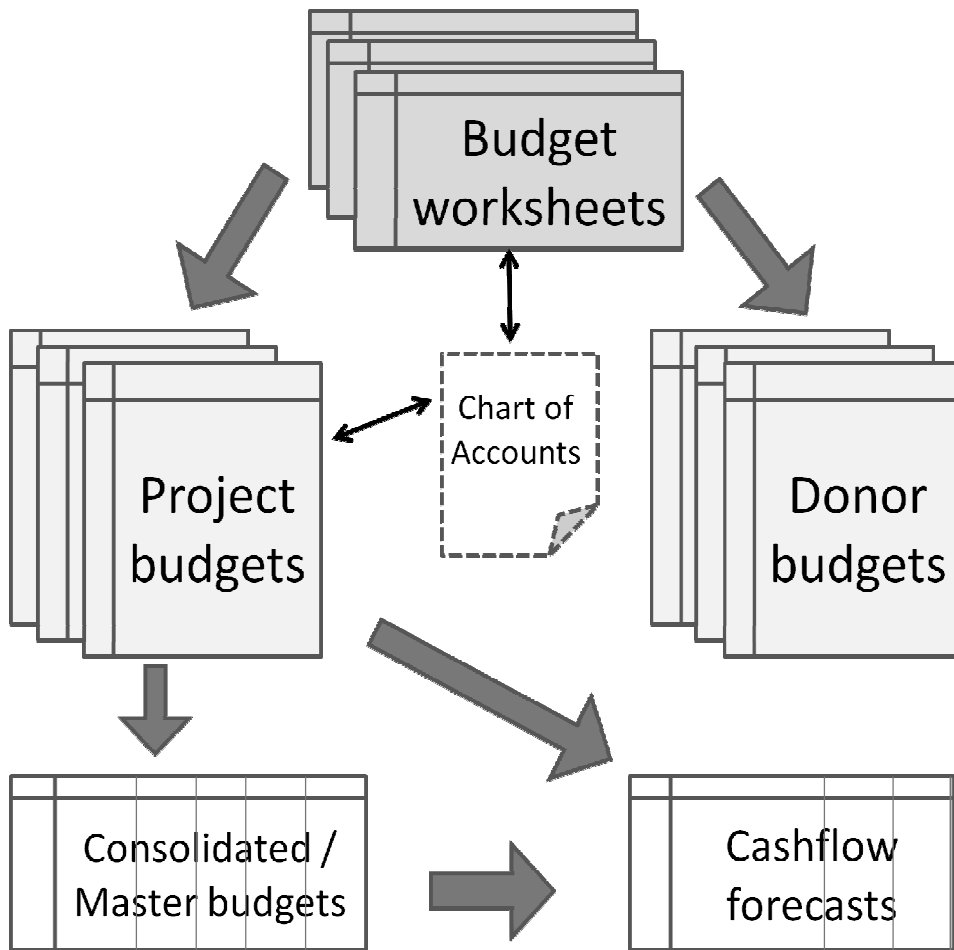 Budget
worksheets
Chart of
Accounts
Project
budgets
Donor
budgets
Consolidated /
Master budgets
Cashflow
forecasts